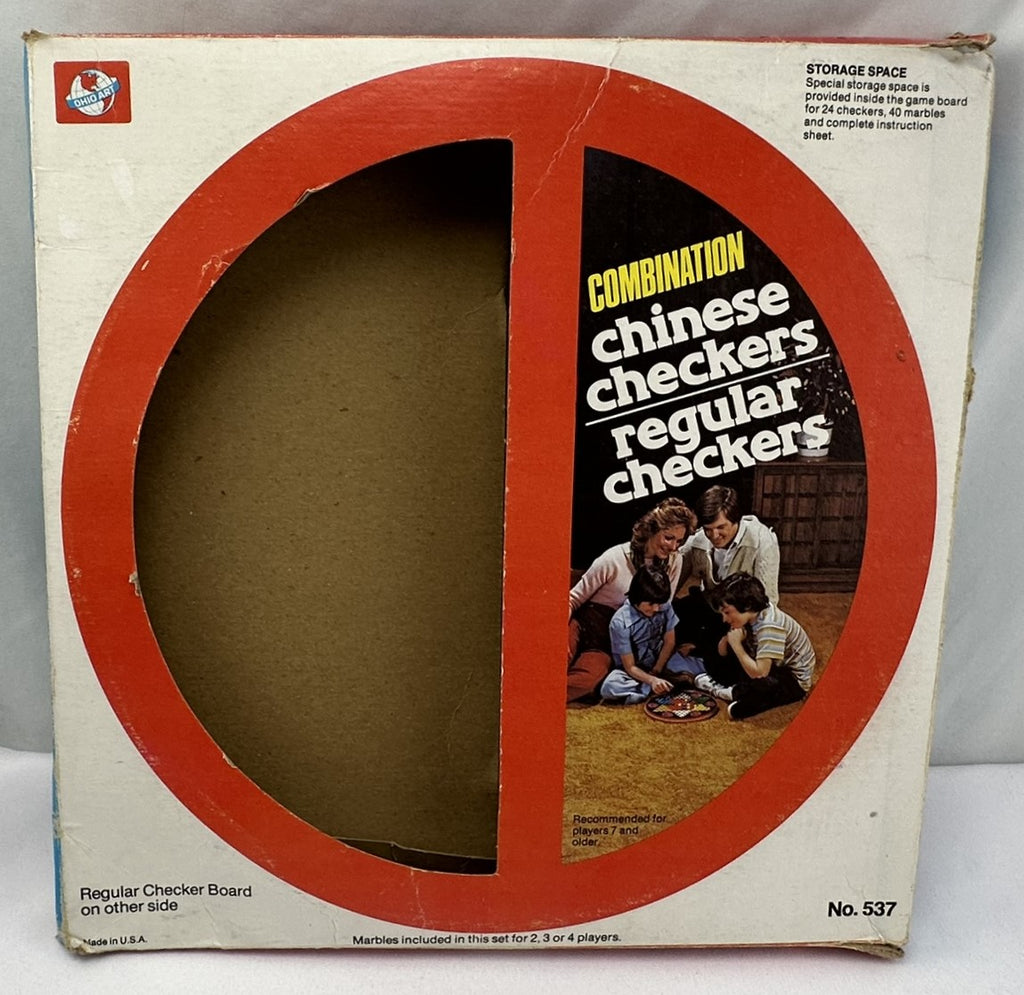 OHIO ART
STORAGE SPACE
Special storage space is
provided inside the game board
for 24 checkers, 40 marbles
and complete instruction
sheet.
COMBINATION
chinese
checkers
regular
checkers
Recommended for
players 7 and
older.
Regular Checker Board
on other side
No. 537
Made in U.S.A.
Marbles included in this set for 2, 3 or 4 players.